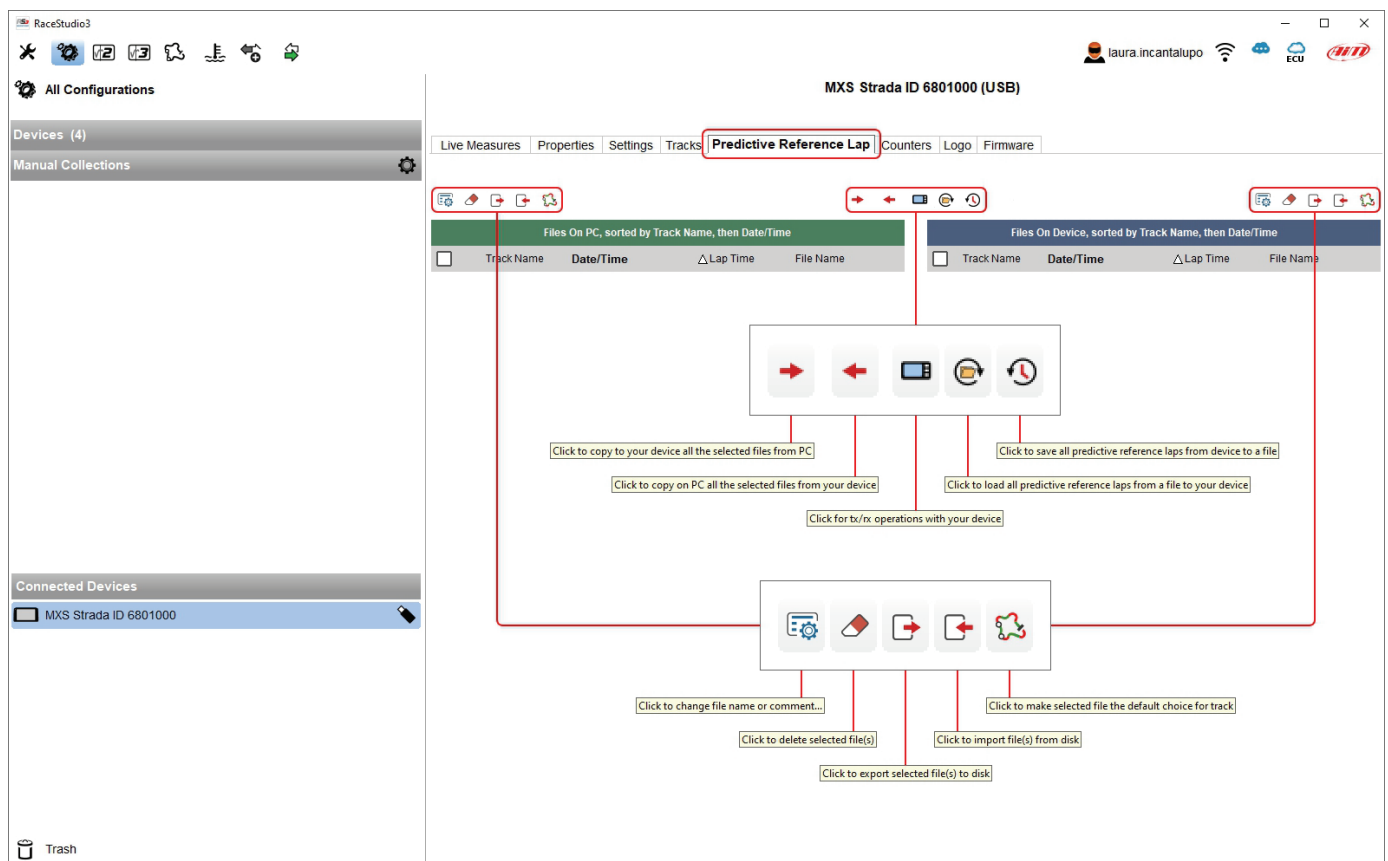 RaceStudio3
laura.incantalupo
ECU
AiM
All Configurations
MXS Strada ID 6801000 (USB)
Devices (4)
Manual Collections
Live Measures Properties Settings Tracks Predictive Reference Lap Counters Logo Firmware
Files On PC, sorted by Track Name, then Date/Time
Files On Device, sorted by Track Name, then Date/Time
Track Name Date/Time △Lap Time File Name
Track Name Date/Time △Lap Time File Name
Click to copy to your device all the selected files from PC
Click to save all predictive reference laps from device to a file
Click to copy on PC all the selected files from your device
Click to load all predictive reference laps from a file to your device
Click for tx/rx operations with your device
Connected Devices
MXS Strada ID 6801000
Click to change file name or comment...
Click to make selected file the default choice for track
Click to delete selected file(s)
Click to import file(s) from disk
Click to export selected file(s) to disk
Trash